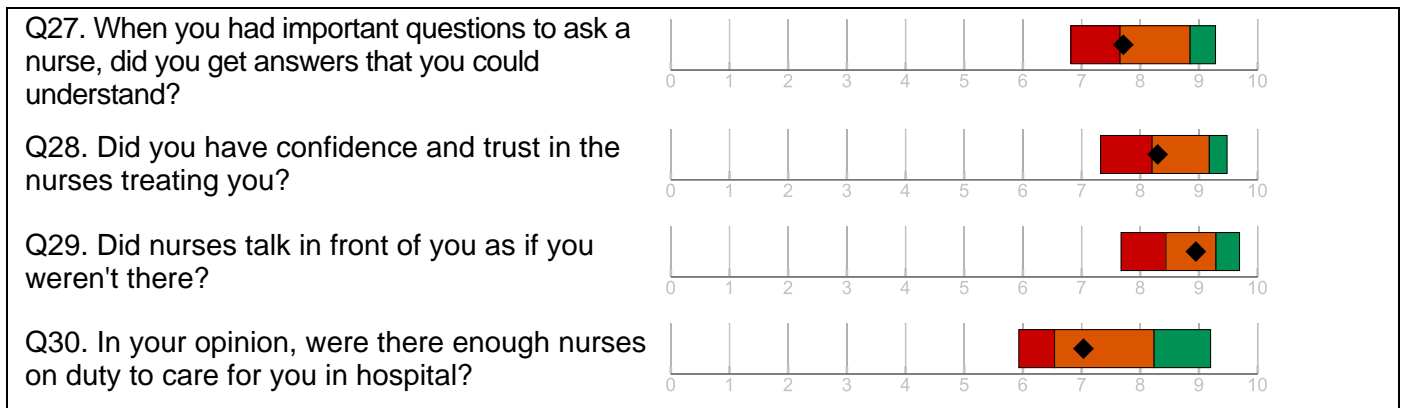 Q27. When you had important questions to ask a
nurse, did you get answers that you could
understand?
0 1 2 3 4 5 6 7 8 9 10
Q28. Did you have confidence and trust in the
nurses treating you?
0 1 2 3 4 5 6 7 8 9 10
Q29. Did nurses talk in front of you as if you
weren't there?
0 1 2 3 4 5 6 7 8 9 10
Q30. In your opinion, were there enough nurses
on duty to care for you in hospital?
0 1 2 3 4 5 6 7 8 9 10